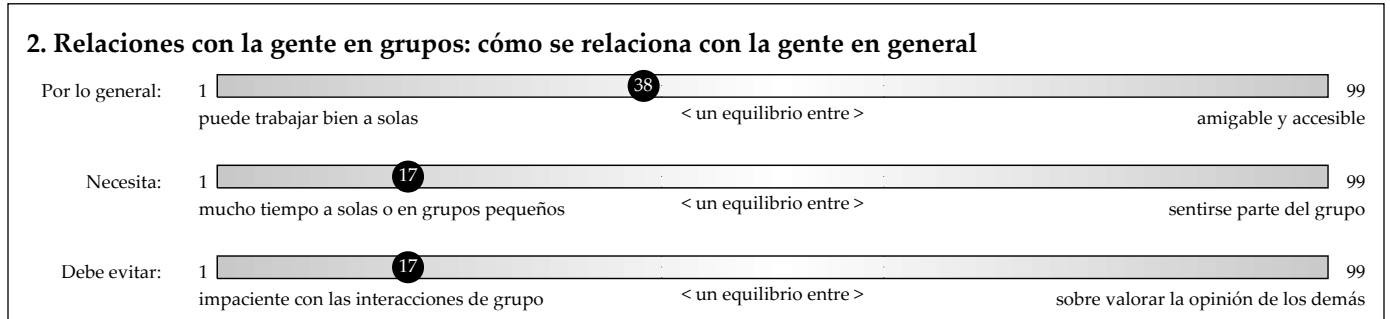 2. Relaciones con la gente en grupos: cómo se relaciona con la gente en general
Por lo general: 1 38 99
puede trabajar bien a solas < un equilibrio entre > amigable y accesible
Necesita: 1 17 99
mucho tiempo a solas o en grupos pequeños < un equilibrio entre > sentirse parte del grupo
Debe evitar: 1 17 99
impaciente con las interacciones de grupo < un equilibrio entre > sobre valorar la opinión de los demás